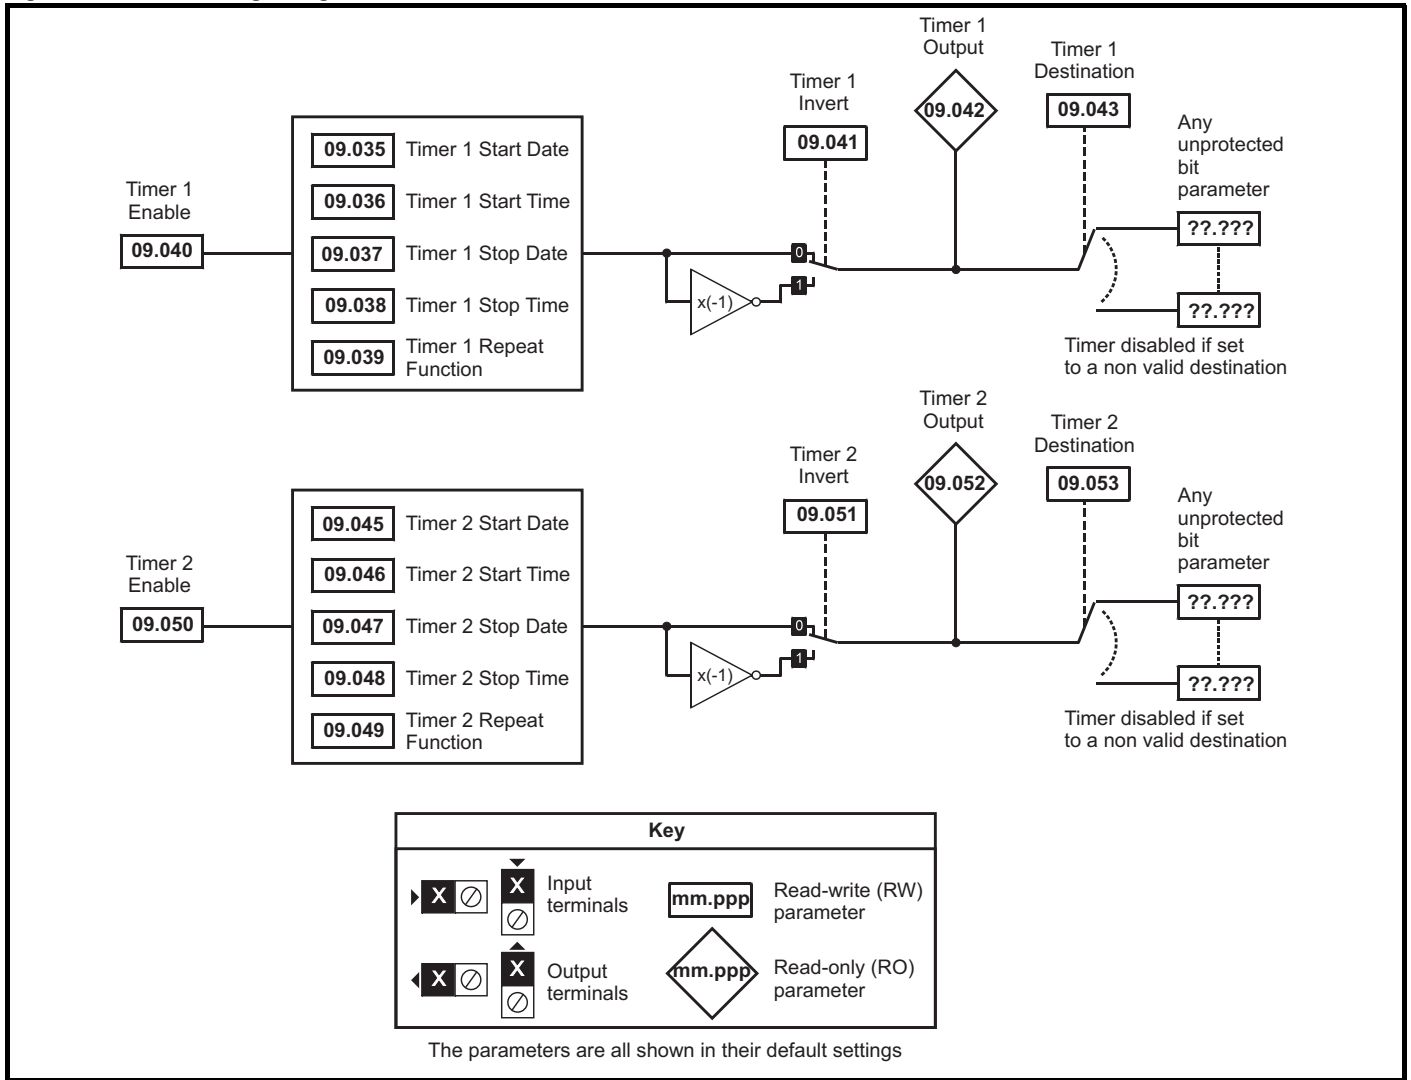 Timer 1
Enable
09.040
09.035 Timer 1 Start Date
09.036 Timer 1 Start Time
09.037 Timer 1 Stop Date
09.038 Timer 1 Stop Time
09.039 Timer 1 Repeat
Function
Timer 1
Invert
09.041
0
1
x(-1)
Timer 1
Output
09.042
Timer 1
Destination
09.043
Any
unprotected
bit
parameter
??.???
??.???
Timer disabled if set
to a non valid destination
Timer 2
Enable
09.050
09.045 Timer 2 Start Date
09.046 Timer 2 Start Time
09.047 Timer 2 Stop Date
09.048 Timer 2 Stop Time
09.049 Timer 2 Repeat
Function
Timer 2
Invert
09.051
0
1
x(-1)
Timer 2
Output
09.052
Timer 2
Destination
09.053
Any
unprotected
bit
parameter
??.???
??.???
Timer disabled if set
to a non valid destination
Key
X X Input
terminals
mm.ppp Read-write (RW)
parameter
X X Output
terminals
mm.ppp Read-only (RO)
parameter
The parameters are all shown in their default settings